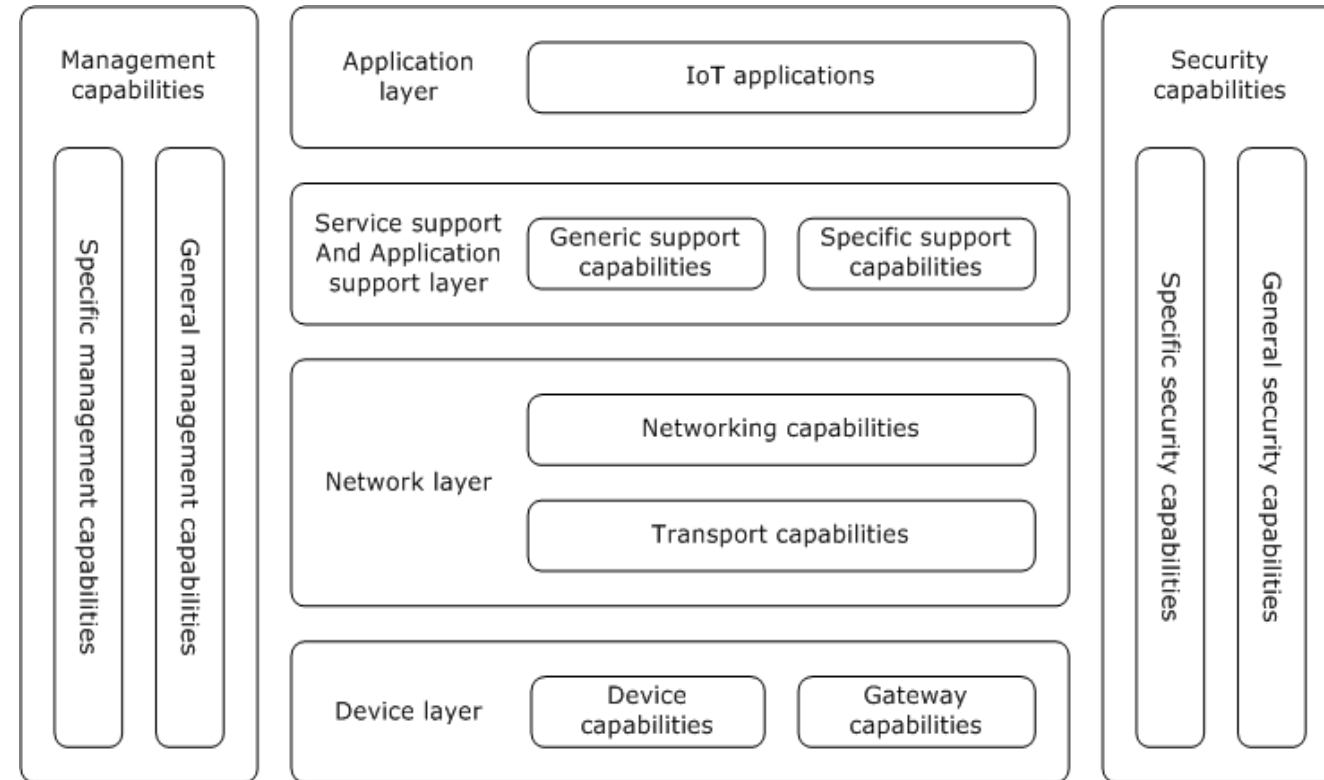 Management
capabilities
Specific management capabilities
General management capabilities
Application
layer
IoT applications
Service support
And Application
support layer
Generic support
capabilities
Specific support
capabilities
Network layer
Networking capabilities
Transport capabilities
Device layer
Device
capabilities
Gateway
capabilities
Security
capabilities
Specific security capabilities
General security capabilities